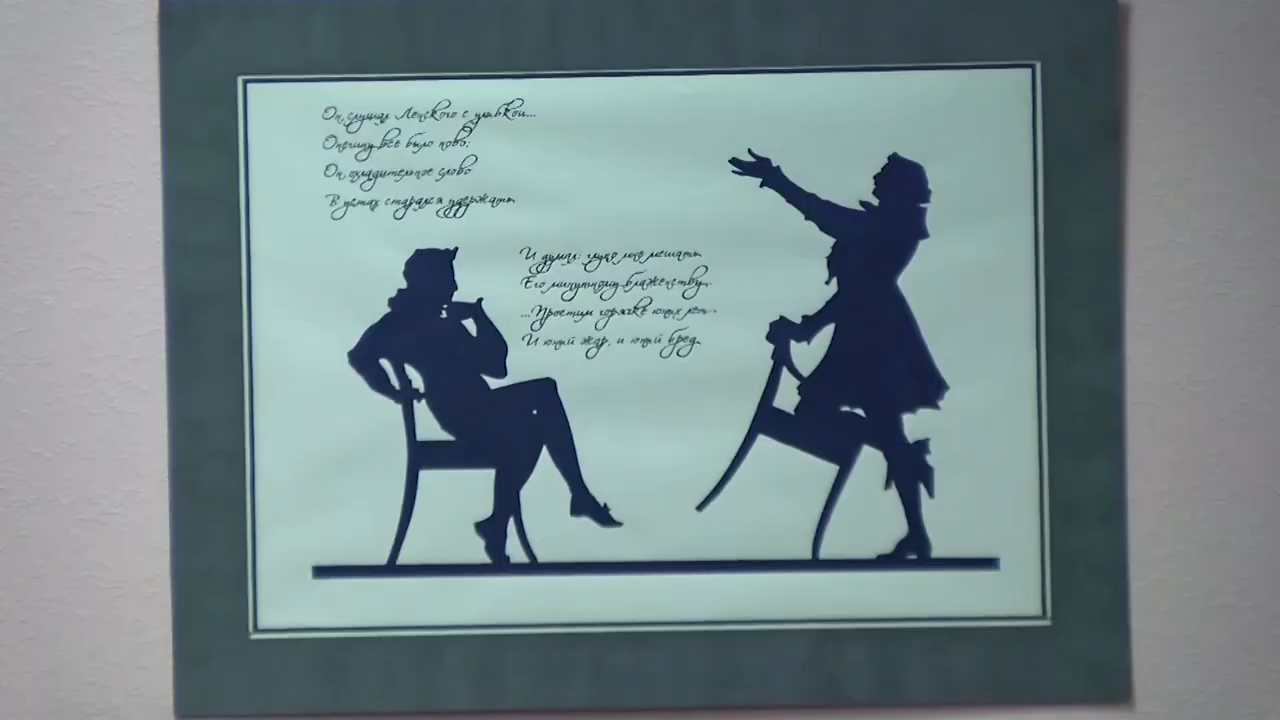 Он слушал Ленского с улыбкой...
Онегину всё было ново;
Он охладительное слово
В устах старался удержать
И думал: глупо мне мешать
Его минутному блаженству,
...Простим горячке юных лет
И юный жар, и юный бред.